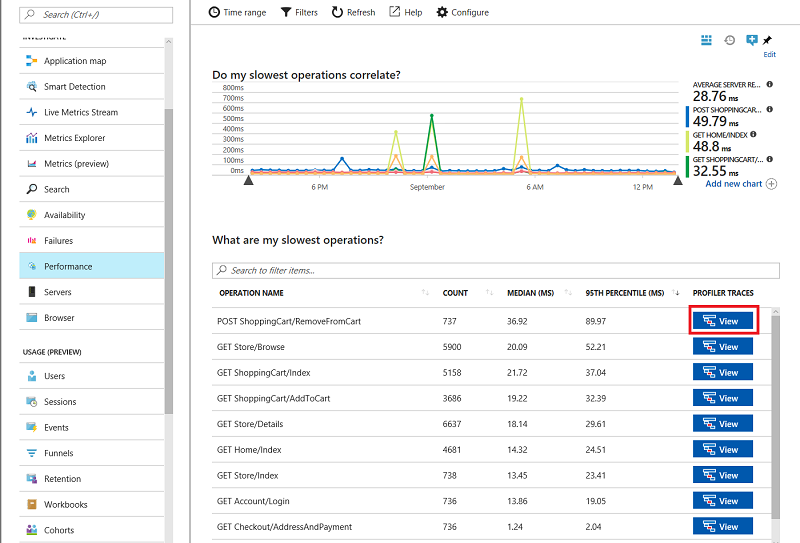 Search (Ctrl+/)
INVESTIGATE
Application map
Smart Detection
Live Metrics Stream
Metrics Explorer
Metrics (preview)
Search
Availability
Failures
Performance
Servers
Browser
USAGE (PREVIEW)
Users
Sessions
Events
Funnels
Retention
Workbooks
Cohorts
Time range Filters Refresh Help Configure
Edit
Do my slowest operations correlate?
800ms
700ms
600ms
500ms
400ms
300ms
200ms
100ms
0ms
6 PM September 6 AM 12 PM
AVERAGE SERVER RE...
28.76 ms
POST SHOPPINGCAR...
49.79 ms
GET HOME/INDEX
48.8 ms
GET SHOPPINGCART/...
32.55 ms
Add new chart
What are my slowest operations?
Search to filter items...
OPERATION NAME COUNT MEDIAN (MS) 95TH PERCENTILE (MS) PROFILER TRACES
POST ShoppingCart/RemoveFromCart 737 36.92 89.97 View
GET Store/Browse 5900 20.09 52.21 View
GET ShoppingCart/Index 5158 21.72 37.04 View
GET ShoppingCart/AddToCart 3686 19.22 32.39 View
GET Store/Details 6637 18.14 29.61 View
GET Home/Index 4681 14.32 24.51 View
GET Store/Index 738 13.45 23.41 View
GET Account/Login 736 13.86 19.05 View
GET Checkout/AddressAndPayment 736 1.24 2.04 View